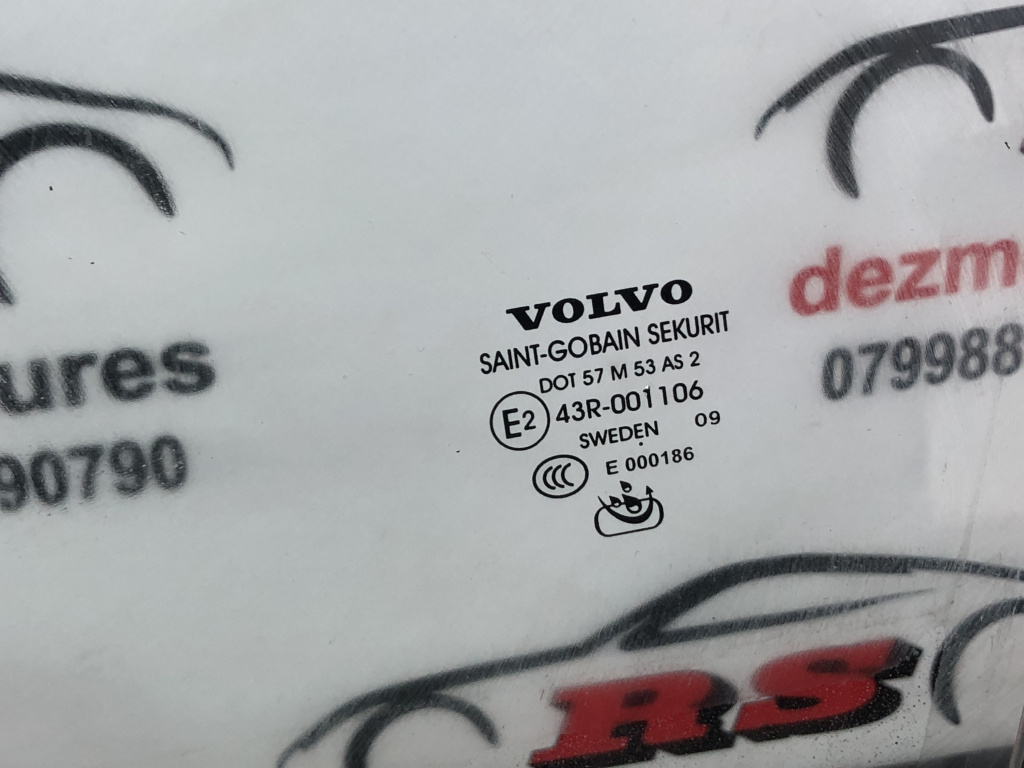 VOLVO
SAINT-GOBAIN SEKURIT
DOT 57 M 53 AS 2
E2 43R-001106
SWEDEN 09
CCC E 000186
dezm
079988
ures
90790
RS